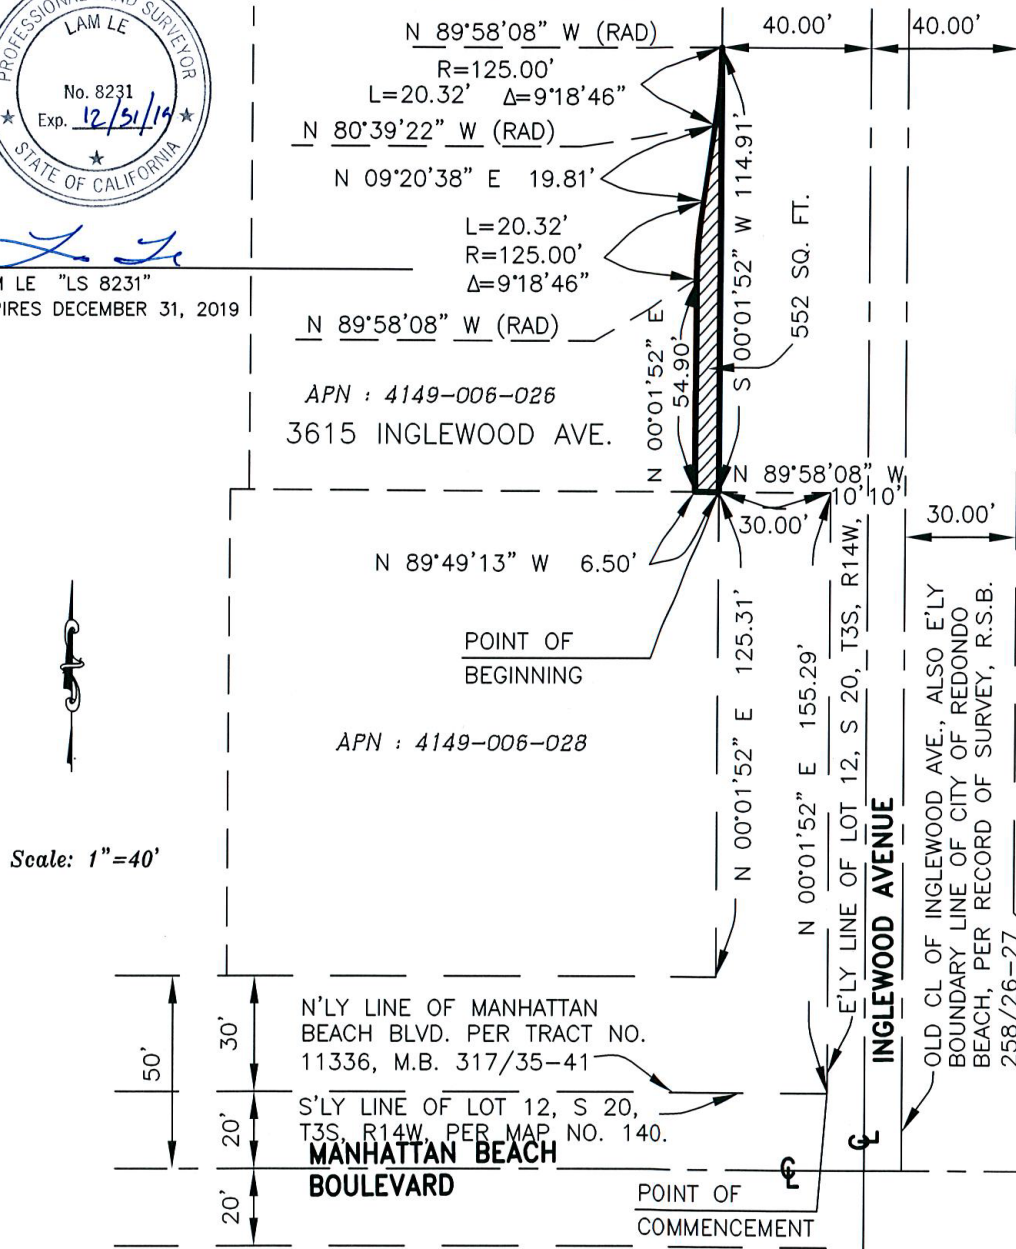 PROFESSIONAL LAND SURVEYOR
LAM LE
No. 8231
Exp. 12/31/19
STATE OF CALIFORNIA
LE "LS 8231"
DECEMBER 31, 2019
N 89°58'08" W (RAD)
R=125.00'
L=20.32' Δ=9°18'46"
N 80°39'22" W (RAD)
N 09°20'38" E 19.81'
L=20.32'
R=125.00'
Δ=9°18'46"
N 89°58'08" W (RAD)
40.00'
40.00'
S 00°01'52" W 114.91'
552 SQ. FT.
N 00°01'52" E
54.90'
APN : 4149-006-026
3615 INGLEWOOD AVE.
N 89°58'08" W
10' 10'
30.00'
30.00'
N 89°49'13" W 6.50'
POINT OF
BEGINNING
APN : 4149-006-028
N 00°01'52" E 125.31'
N 00°01'52" E 155.29'
E'LY LINE OF LOT 12, S 20, T3S, R14W,
INGLEWOOD AVENUE
OLD CL OF INGLEWOOD AVE., ALSO E'LY
BOUNDARY LINE OF CITY OF REDONDO
BEACH, PER RECORD OF SURVEY, R.S.B.
258/26-27
Scale: 1"=40'
50'
30'
20'
20'
N'LY LINE OF MANHATTAN
BEACH BLVD. PER TRACT NO.
11336, M.B. 317/35-41
S'LY LINE OF LOT 12, S 20,
T3S, R14W, PER MAP NO. 140.
MANHATTAN BEACH
BOULEVARD
CL
CL
POINT OF
COMMENCEMENT